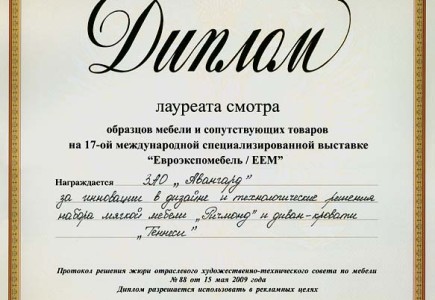 Диплом
лауреата смотра
образцов мебели и сопутствующих товаров
на 17-ой международной специализированной выставке
“Евроэкспомебель / ЕЕМ”
Награждается ЗАО „Авангард”
за инновации в дизайне и технологические решения
набора мягкой мебели „Ричмонд” и диван-кровати
„Теннеси”
Протокол решения жюри отраслевого художественно-технического совета по мебели
№ 88 от 15 мая 2009 года
Диплом разрешается использовать в рекламных целях